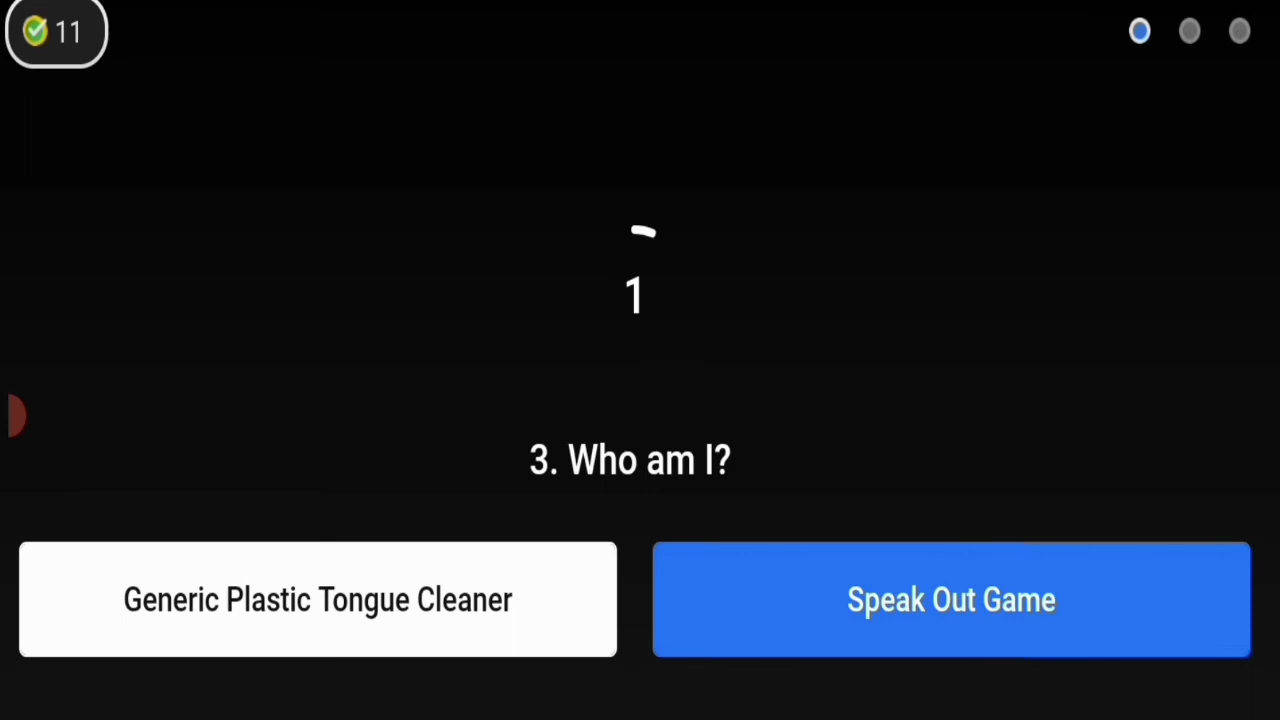 11
1
3. Who am I?
Generic Plastic Tongue Cleaner
Speak Out Game